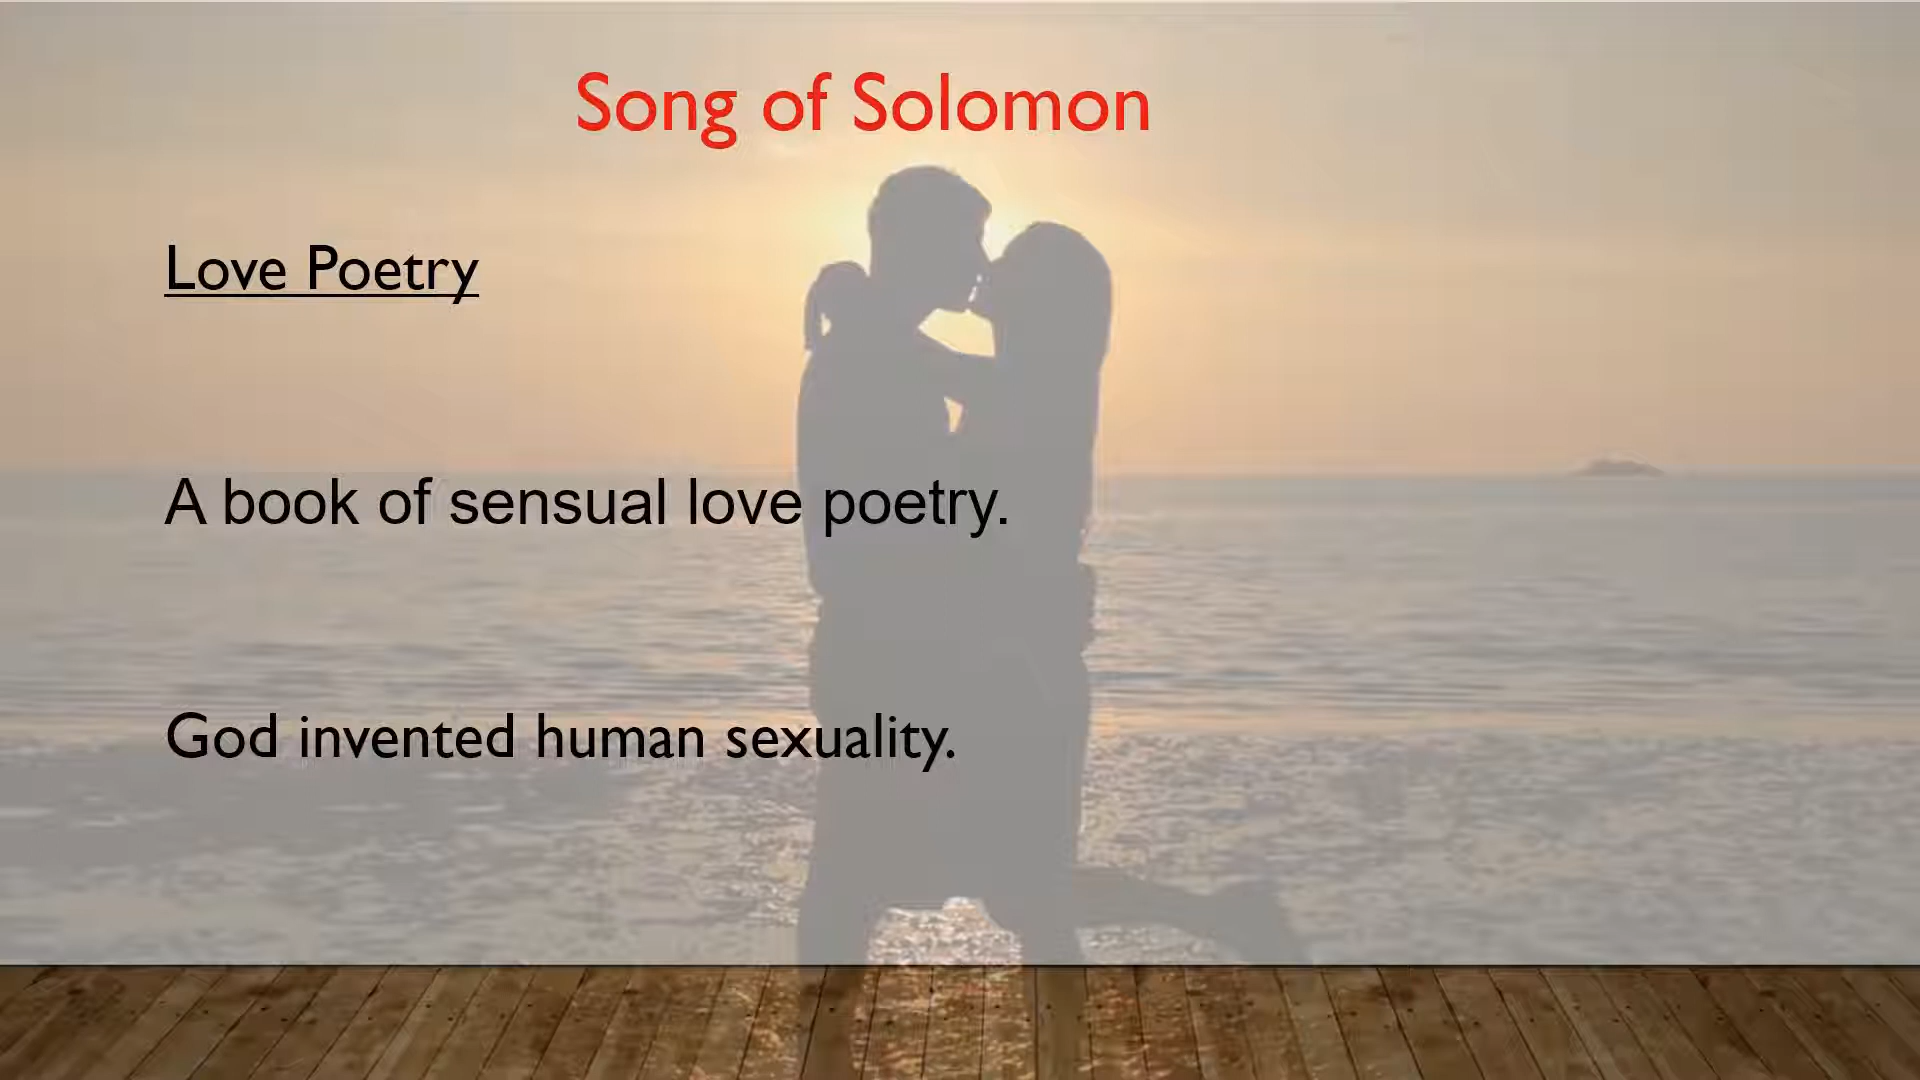 Song of Solomon
Love Poetry
A book of sensual love poetry.
God invented human sexuality.